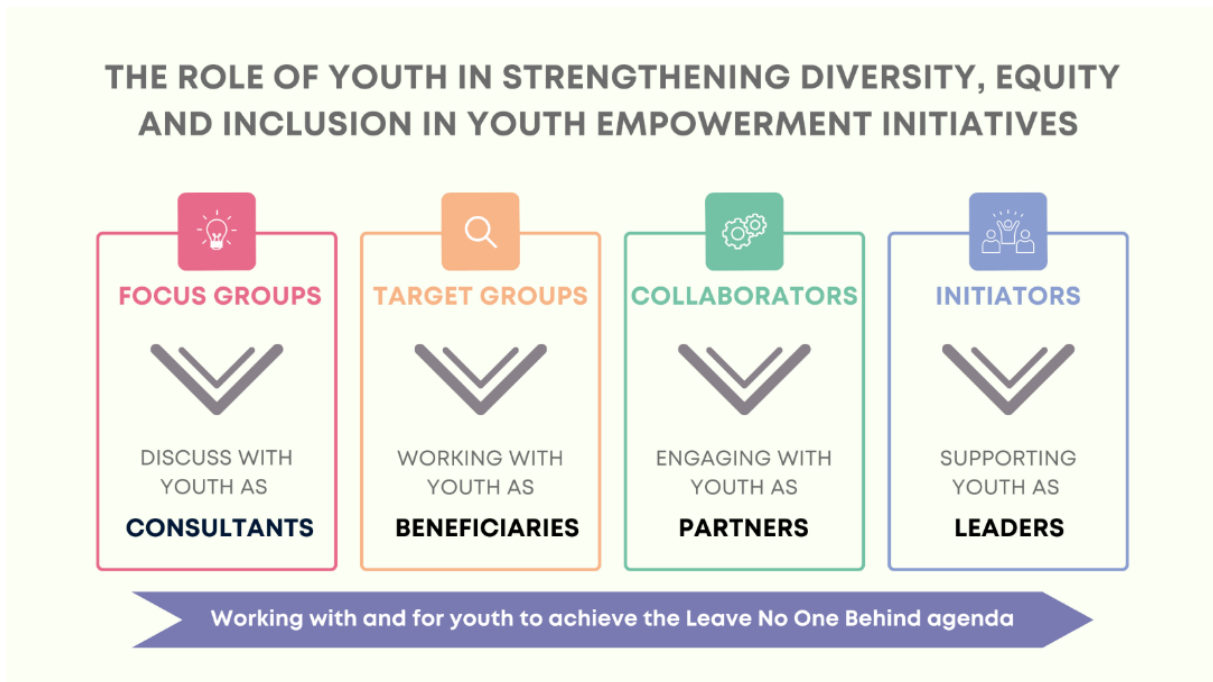 THE ROLE OF YOUTH IN STRENGTHENING DIVERSITY, EQUITY
AND INCLUSION IN YOUTH EMPOWERMENT INITIATIVES
FOCUS GROUPS
DISCUSS WITH
YOUTH AS
CONSULTANTS
TARGET GROUPS
WORKING WITH
YOUTH AS
BENEFICIARIES
COLLABORATORS
ENGAGING WITH
YOUTH AS
PARTNERS
INITIATORS
SUPPORTING
YOUTH AS
LEADERS
Working with and for youth to achieve the Leave No One Behind agenda